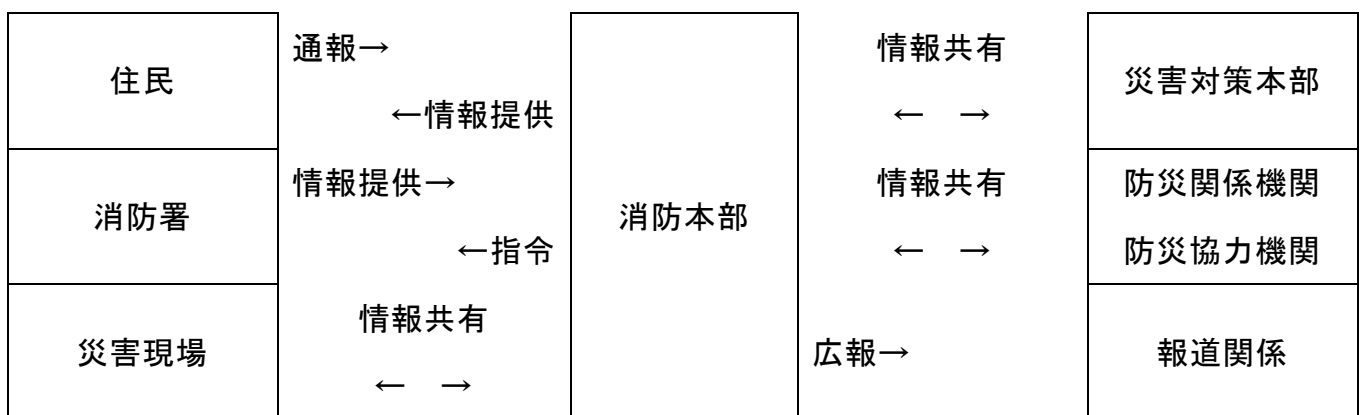 住民
通報→
←情報提供
消防署
情報提供→
←指令
災害現場
情報共有
← →
消防本部
情報共有
← →
災害対策本部
情報共有
← →
防災関係機関
防災協力機関
広報→
報道関係